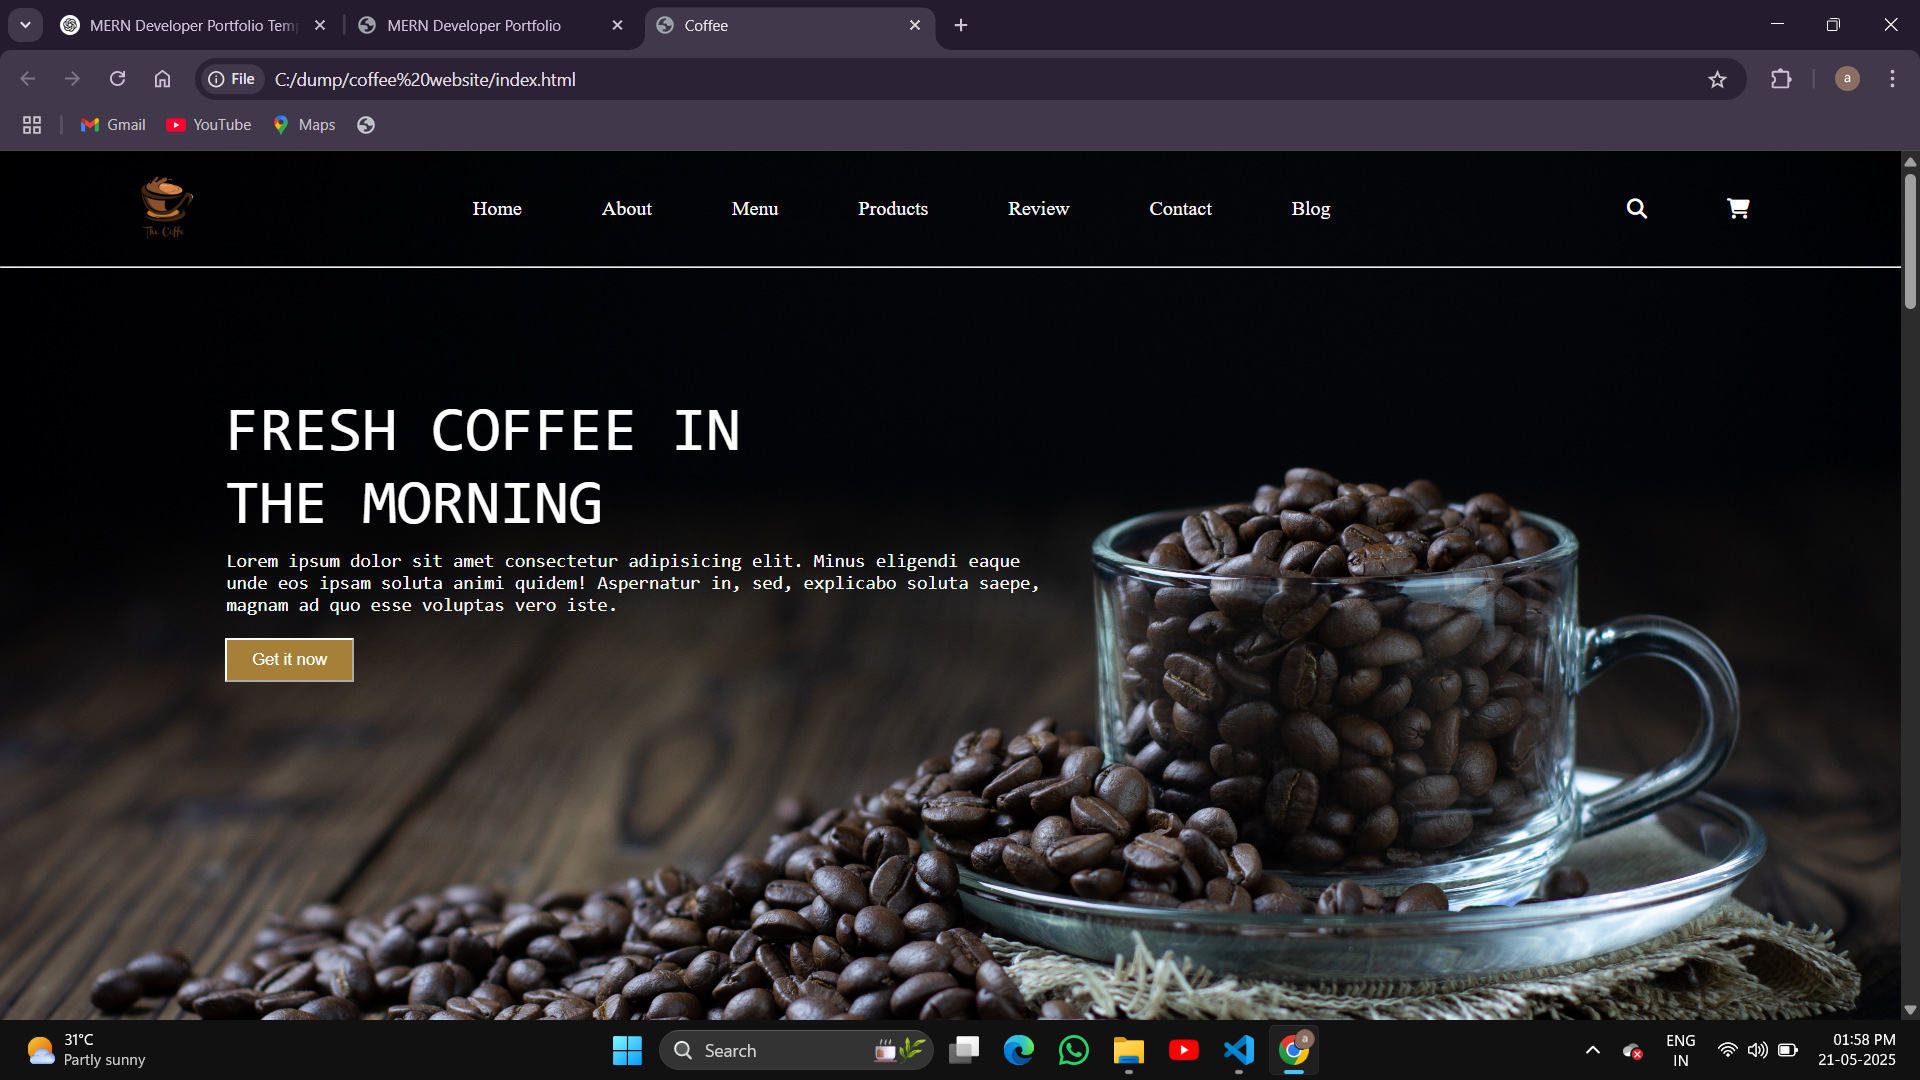 MERN Developer Portfolio Tem
MERN Developer Portfolio
Coffee
File
C:/dump/coffee%20website/index.html
a
Gmail
YouTube
Maps
The Coffe
Home
About
Menu
Products
Review
Contact
Blog
FRESH COFFEE IN
THE MORNING
Lorem ipsum dolor sit amet consectetur adipisicing elit. Minus eligendi eaque
unde eos ipsam soluta animi quidem! Aspernatur in, sed, explicabo soluta saepe,
magnam ad quo esse voluptas vero iste.
Get it now
31°C
Partly sunny
Search
a
ENG
IN
01:58 PM
21-05-2025